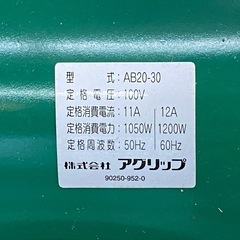 型 式：AB20-30
定格電圧：100V
定格消費電流：11A 12A
定格消費電力：1050W 1200W
定格周波数：50Hz 60Hz
株式会社 アグリップ
90250-952-0